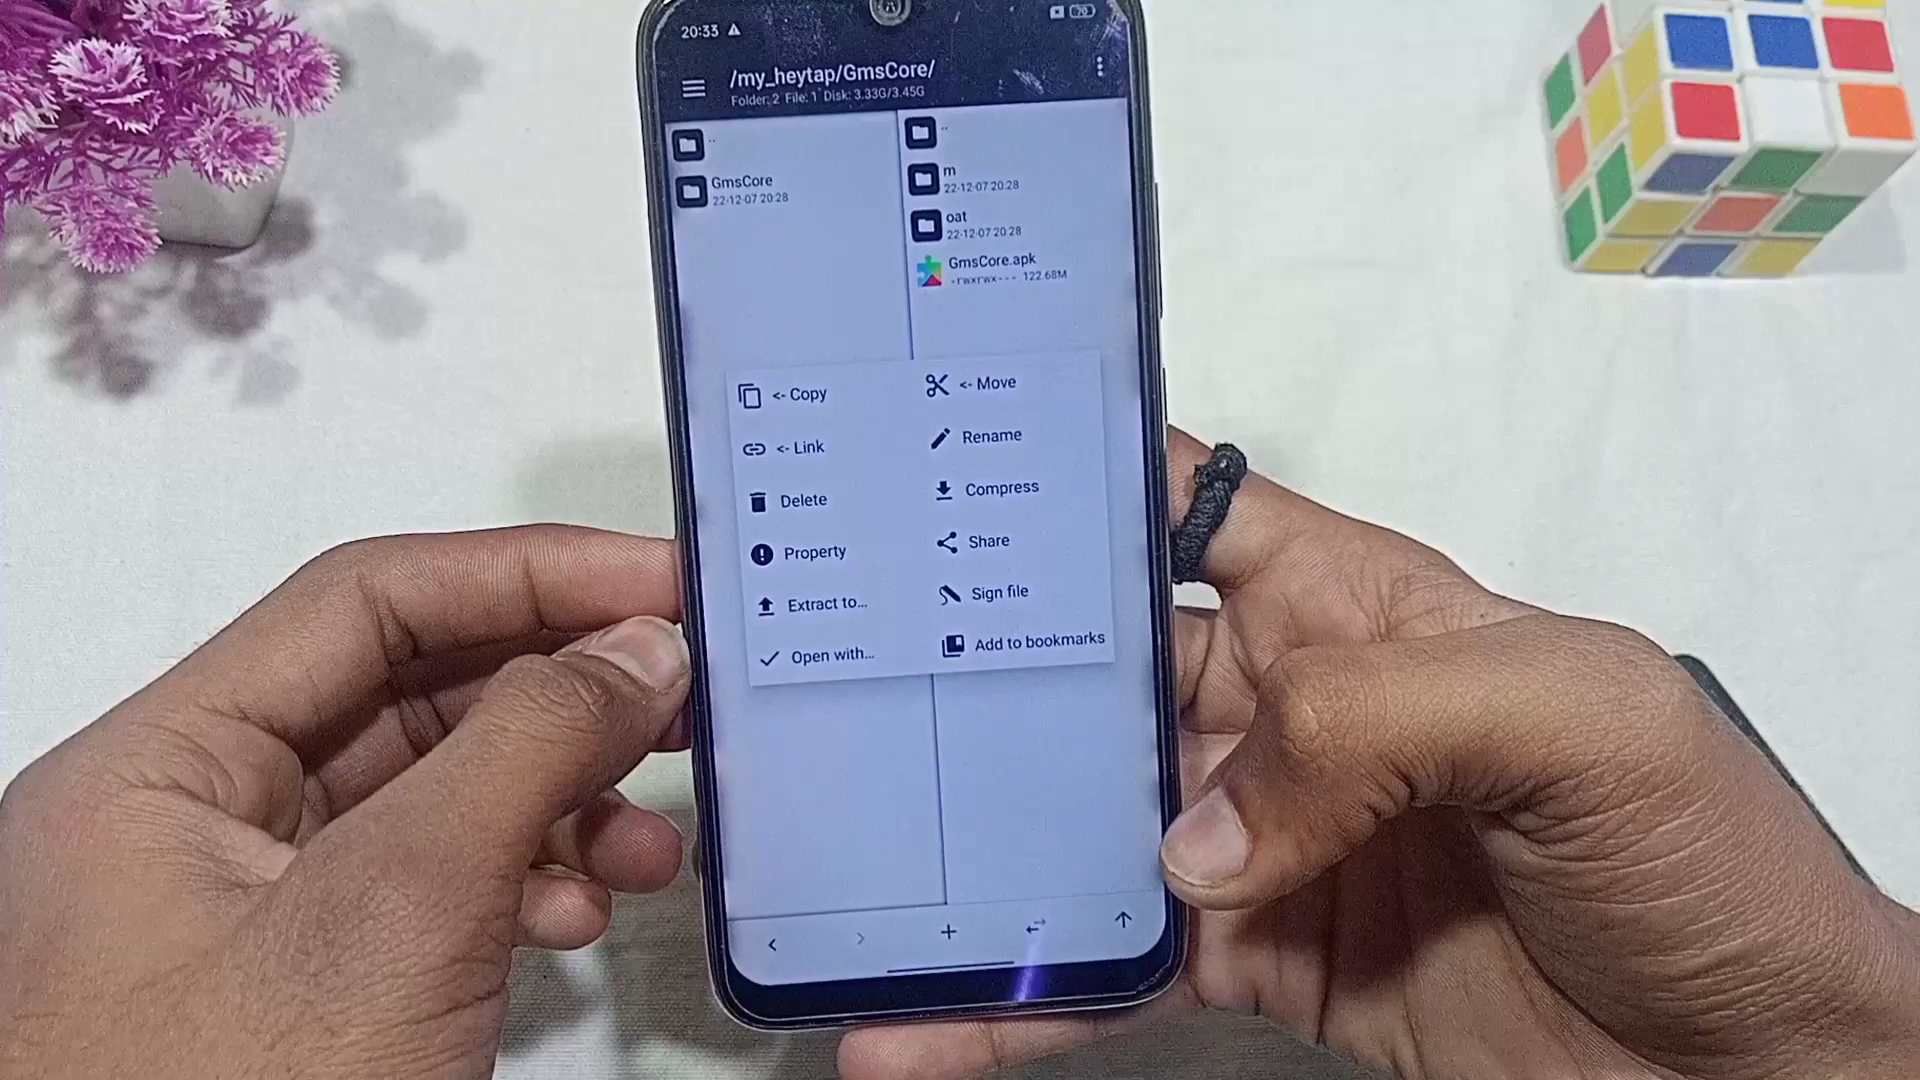 20:33
70
/my_heytap/GmsCore/
Folder: 2 File: 1 Disk: 3.33G/3.45G
..
GmsCore
22-12-07 20:28
..
m
22-12-07 20:28
oat
22-12-07 20:28
GmsCore.apk
-rwxrwx--- 122.68M
<- Copy
<- Move
<- Link
Rename
Delete
Compress
Property
Share
Extract to...
Sign file
Open with...
Add to bookmarks